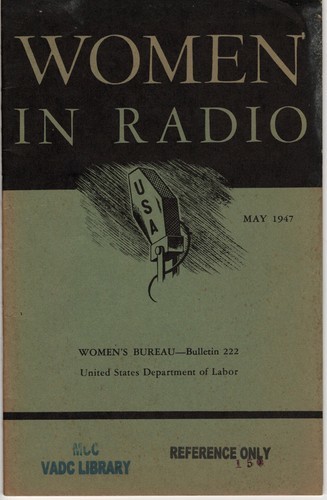 WOMEN
IN RADIO
USA
MAY 1947
WOMEN'S BUREAU—Bulletin 222
United States Department of Labor
MCC
VADC LIBRARY
REFERENCE ONLY